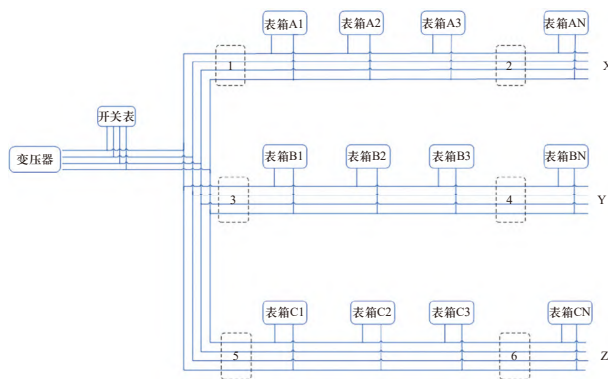 表箱A1 表箱A2 表箱A3 表箱AN
1 2 X
开关表
变压器
表箱B1 表箱B2 表箱B3 表箱BN
3 4 Y
表箱C1 表箱C2 表箱C3 表箱CN
5 6 Z